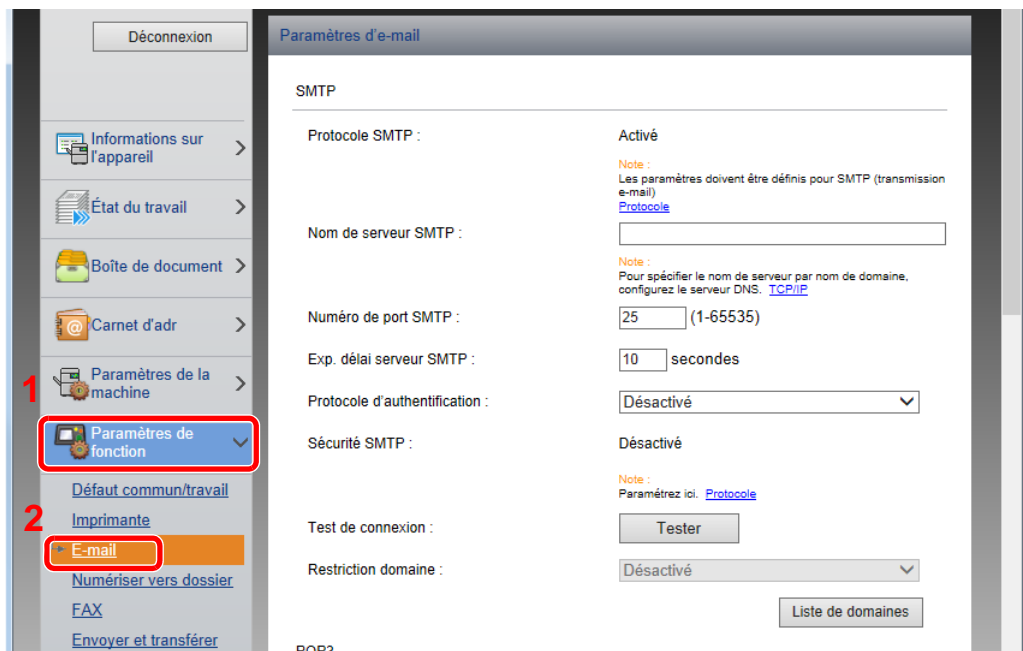 Déconnexion
Informations sur
l'appareil
État du travail
Boîte de document
Carnet d'adr
1
Paramètres de la
machine
Paramètres de
fonction
Défaut commun/travail
2
Imprimante
E-mail
Numériser vers dossier
FAX
Envoyer et transférer
Paramètres d'e-mail
SMTP
Protocole SMTP :
Activé
Note :
Les paramètres doivent être définis pour SMTP (transmission
e-mail)
Protocole
Nom de serveur SMTP :
Note :
Pour spécifier le nom de serveur par nom de domaine,
configurez le serveur DNS. TCP/IP
Numéro de port SMTP :
25 (1-65535)
Exp. délai serveur SMTP :
10 secondes
Protocole d'authentification :
Désactivé
Sécurité SMTP :
Désactivé
Note :
Paramétrez ici. Protocole
Test de connexion :
Tester
Restriction domaine :
Désactivé
Liste de domaines
POP3